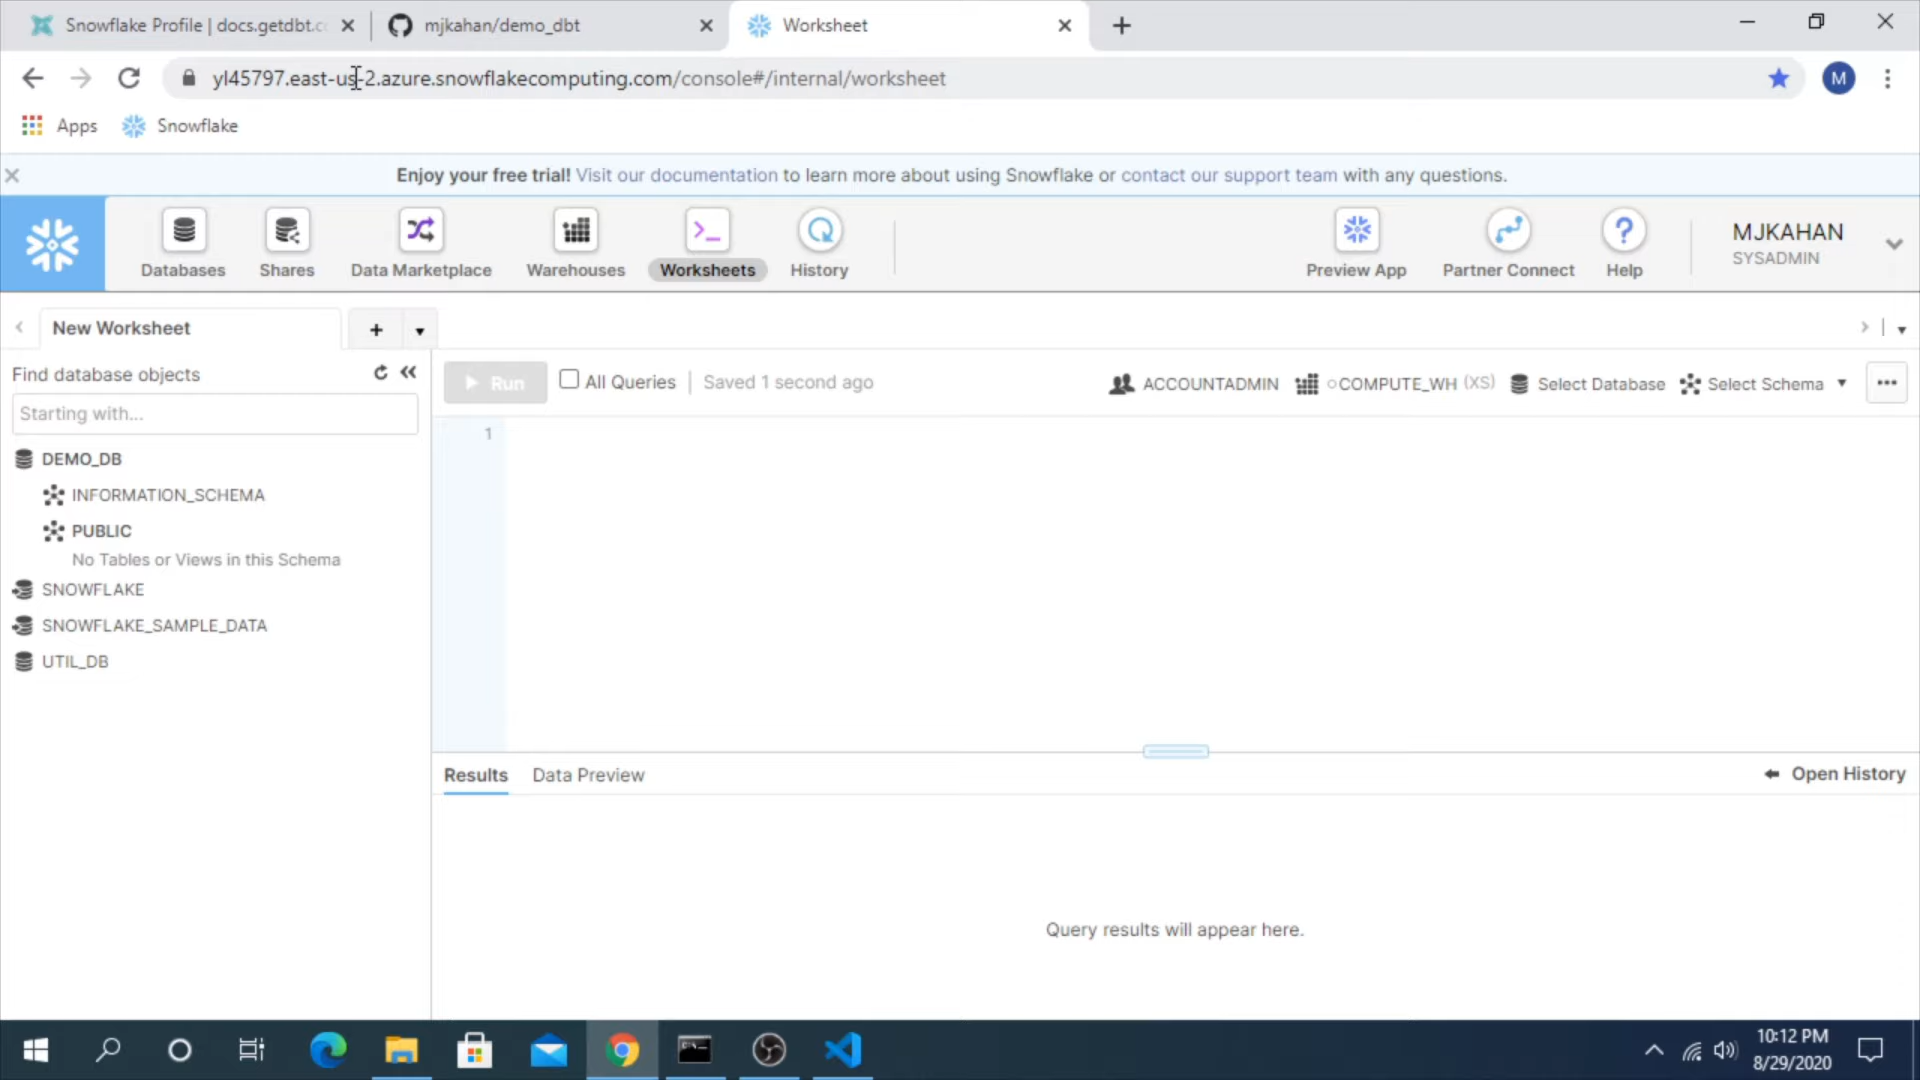 Snowflake Profile | docs.getdbt.c
mjkahan/demo_dbt
Worksheet
yl45797.east-us-2.azure.snowflakecomputing.com/console#/internal/worksheet
M
Apps
Snowflake
Enjoy your free trial! Visit our documentation to learn more about using Snowflake or contact our support team with any questions.
Databases
Shares
Data Marketplace
Warehouses
Worksheets
History
Preview App
Partner Connect
Help
MJKAHAN
SYSADMIN
New Worksheet
Find database objects
Starting with...
DEMO_DB
INFORMATION_SCHEMA
PUBLIC
No Tables or Views in this Schema
SNOWFLAKE
SNOWFLAKE_SAMPLE_DATA
UTIL_DB
Run
All Queries
Saved 1 second ago
ACCOUNTADMIN
COMPUTE_WH (XS)
Select Database
Select Schema
1
Results
Data Preview
Open History
Query results will appear here.
10:12 PM
8/29/2020